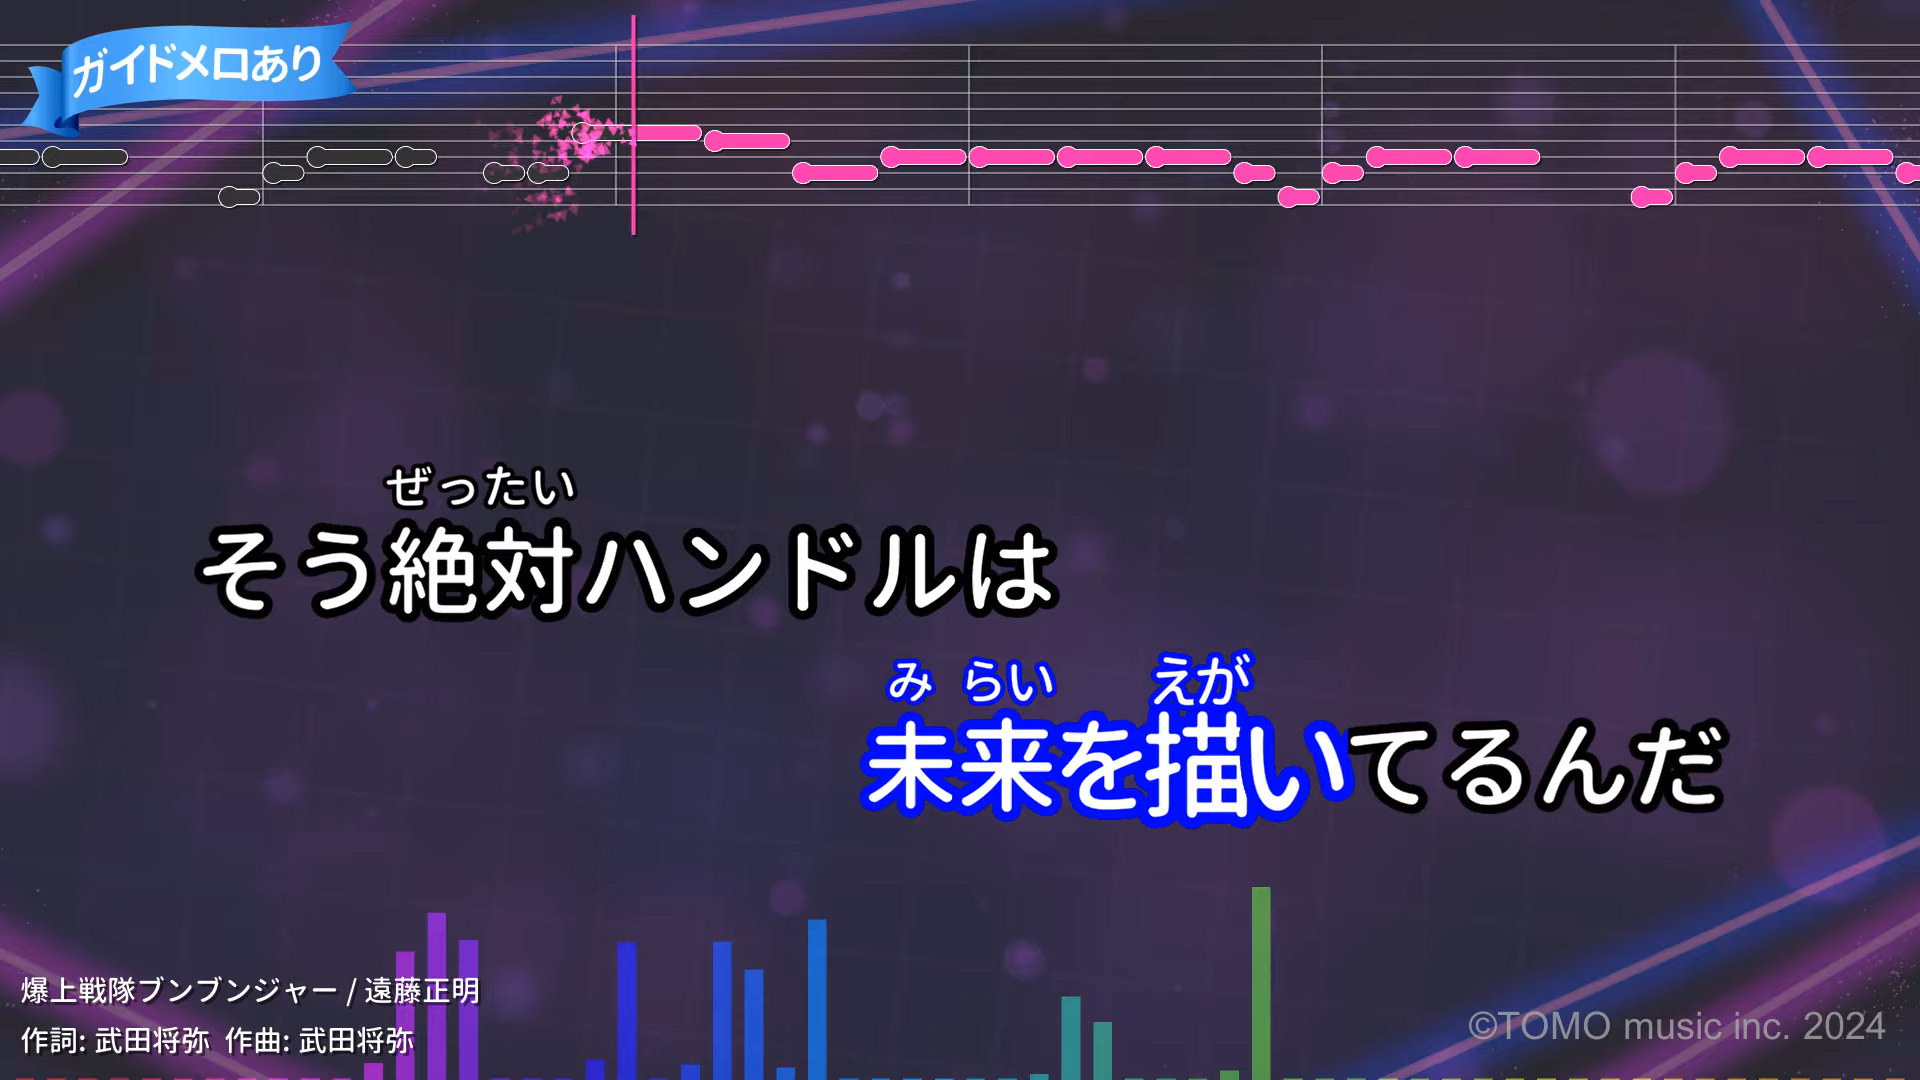 ガイドメロあり
ぜったい
そう絶対ハンドルは
みらい えが
未来を描いてるんだ
爆上戦隊ブンブンジャー / 遠藤正明
作詞: 武田将弥 作曲: 武田将弥
©TOMO music inc. 2024